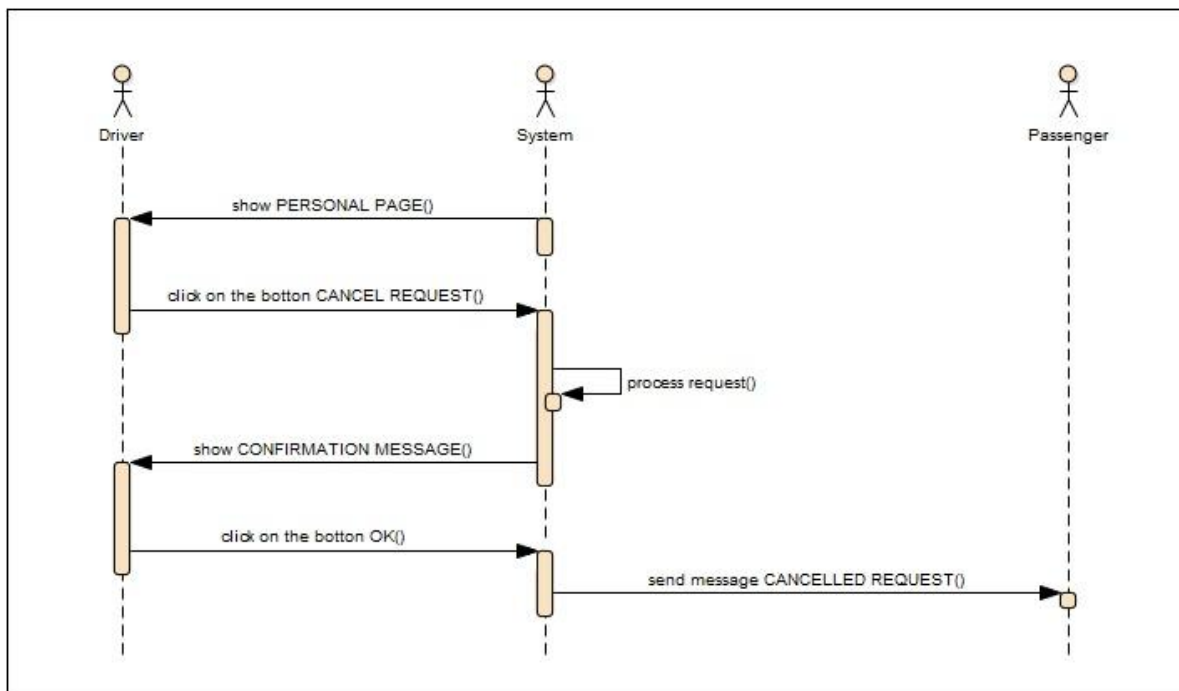 Driver
System
Passenger
show PERSONAL PAGE()
click on the botton CANCEL REQUEST()
process request()
show CONFIRMATION MESSAGE()
click on the botton OK()
send message CANCELLED REQUEST()